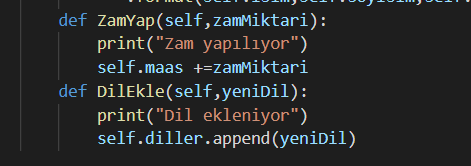 def ZamYap(self,zamMiktari):
print("Zam yapılıyor")
self.maas +=zamMiktari
def DilEkle(self,yeniDil):
print("Dil ekleniyor")
self.diller.append(yeniDil)